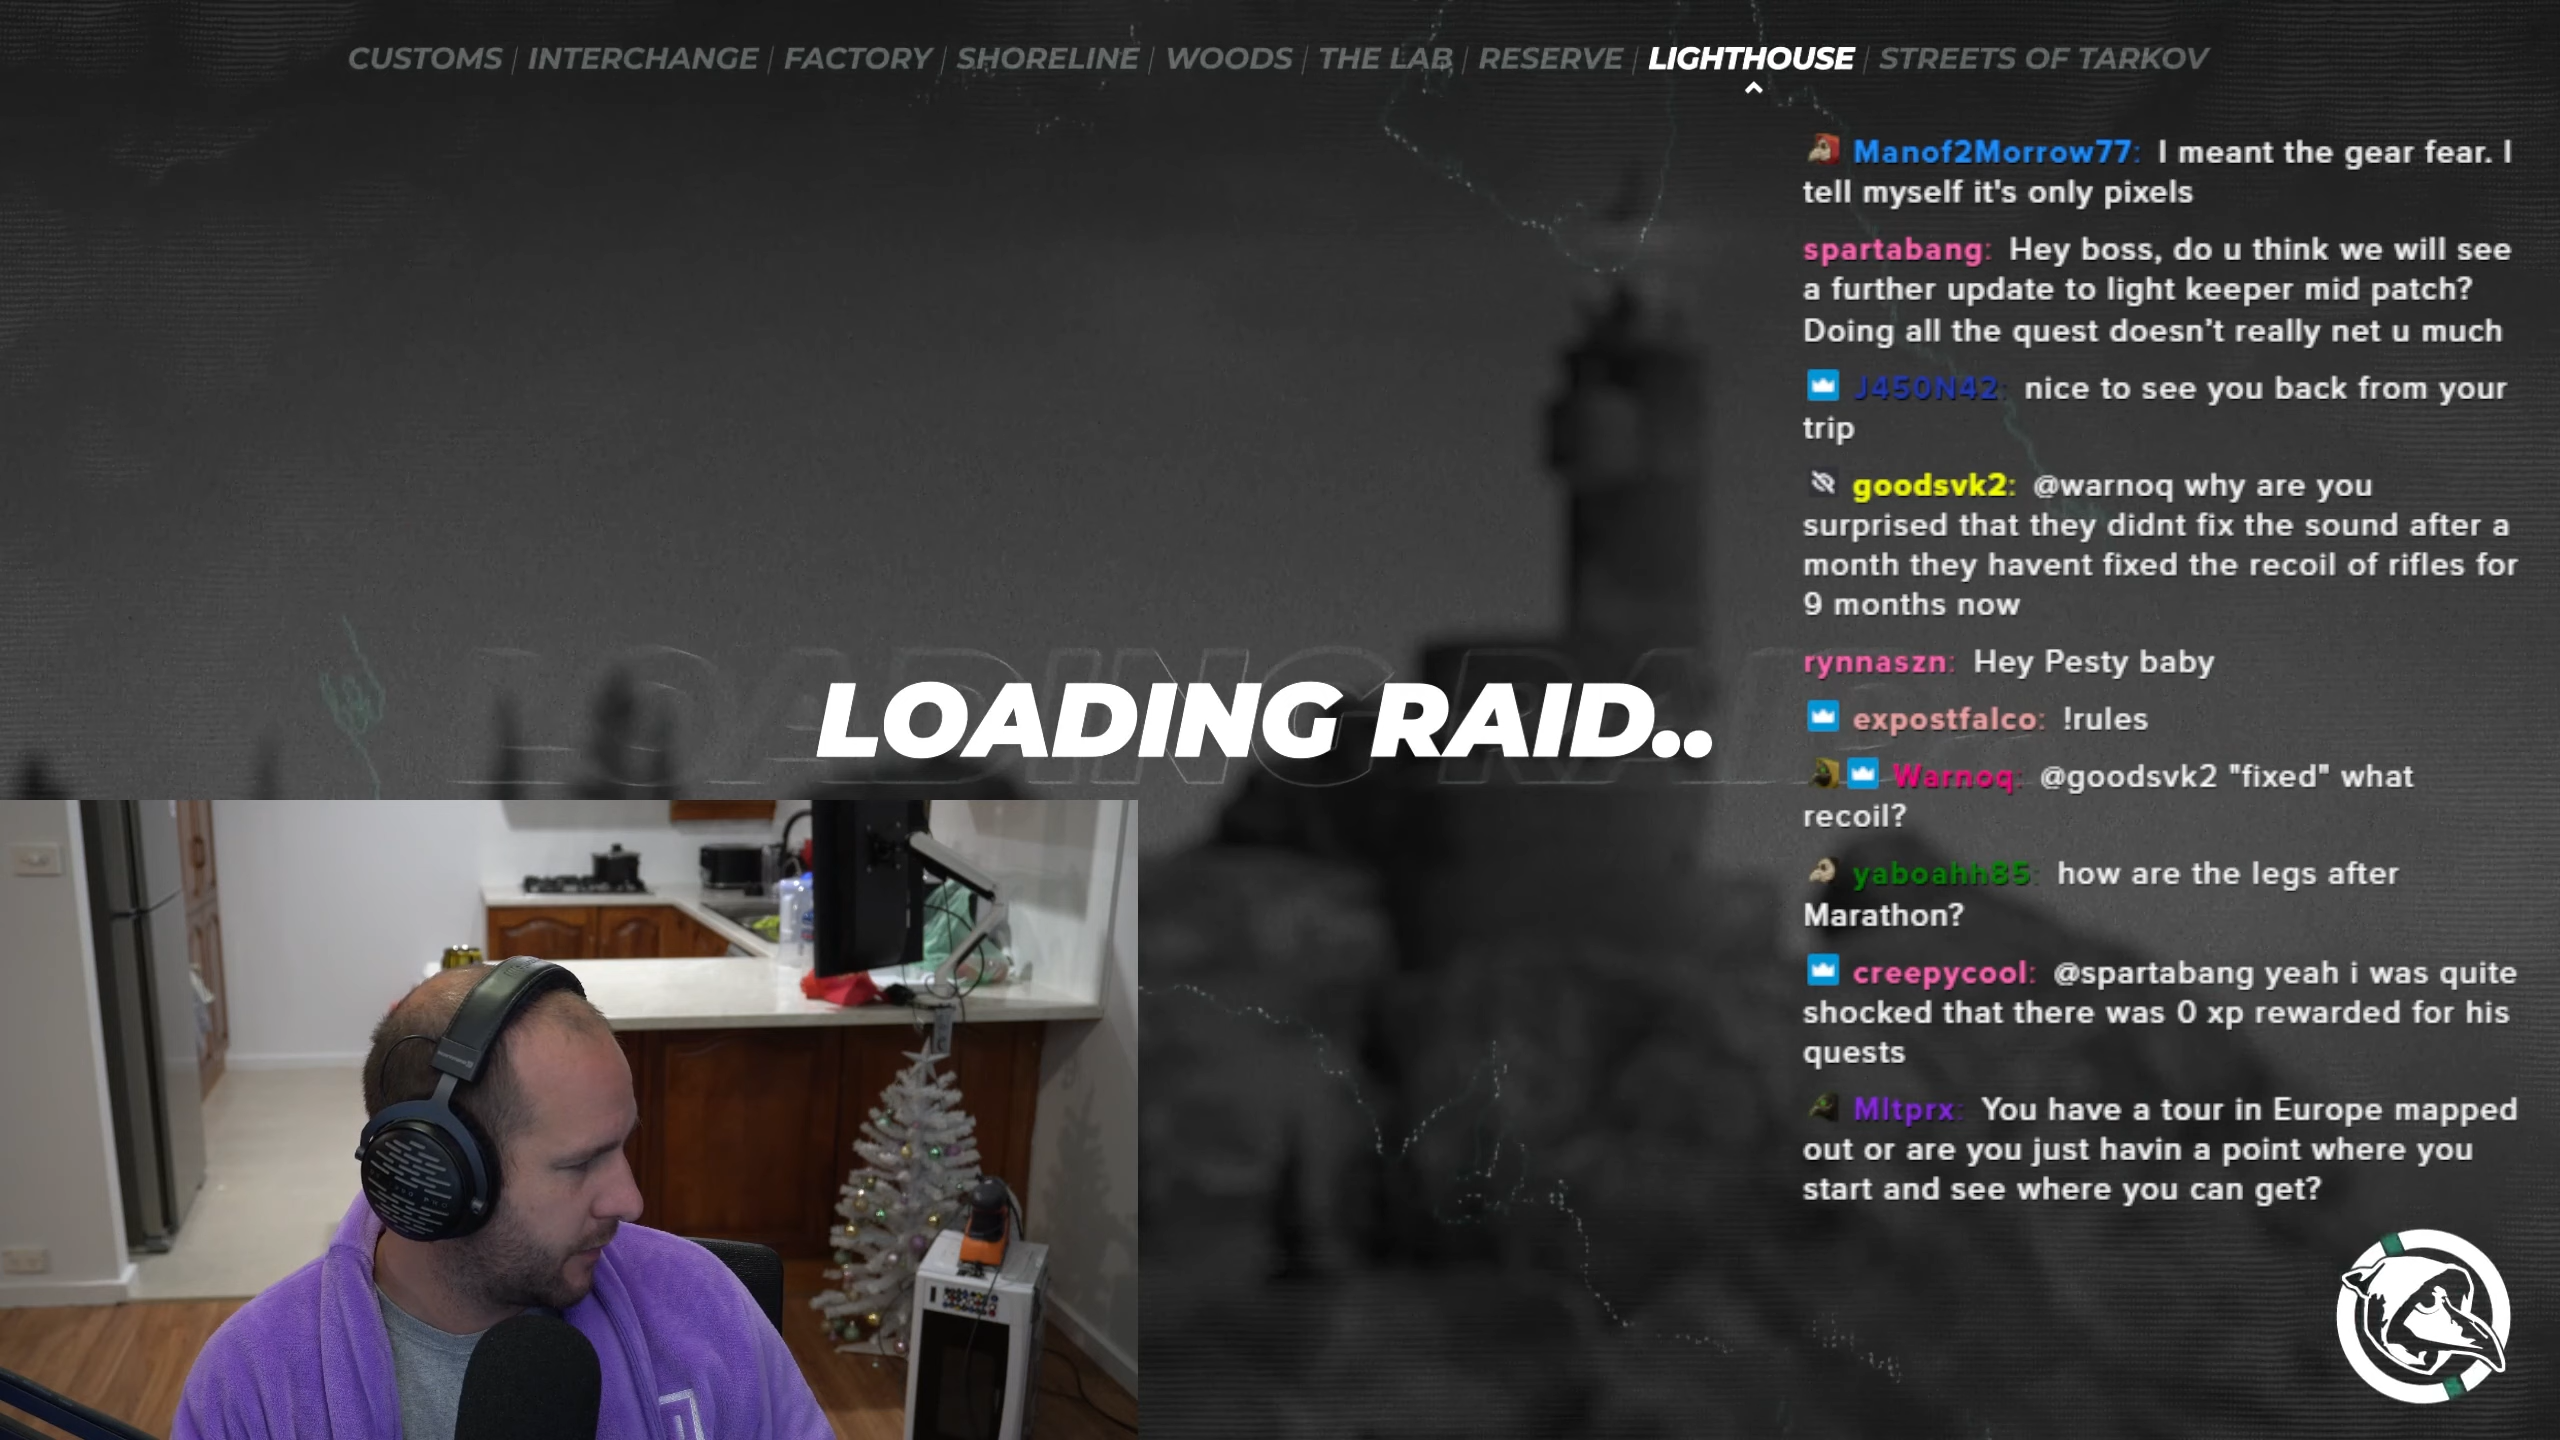 CUSTOMS | INTERCHANGE | FACTORY | SHORELINE | WOODS | THE LAB | RESERVE | LIGHTHOUSE | STREETS OF TARKOV
Manof2Morrow77: I meant the gear fear. I
tell myself it's only pixels
spartabang: Hey boss, do u think we will see
a further update to light keeper mid patch?
Doing all the quest doesn't really net u much
J450N42: nice to see you back from your
trip
goodsvk2: @warnoq why are you
surprised that they didnt fix the sound after a
month they havent fixed the recoil of rifles for
9 months now
rynnaszn: Hey Pesty baby
LOADING RAID..
expostfalco: !rules
Warnoq: @goodsvk2 "fixed" what
recoil?
yaboahh85: how are the legs after
Marathon?
creepycool: @spartabang yeah i was quite
shocked that there was 0 xp rewarded for his
quests
Mltprx: You have a tour in Europe mapped
out or are you just havin a point where you
start and see where you can get?